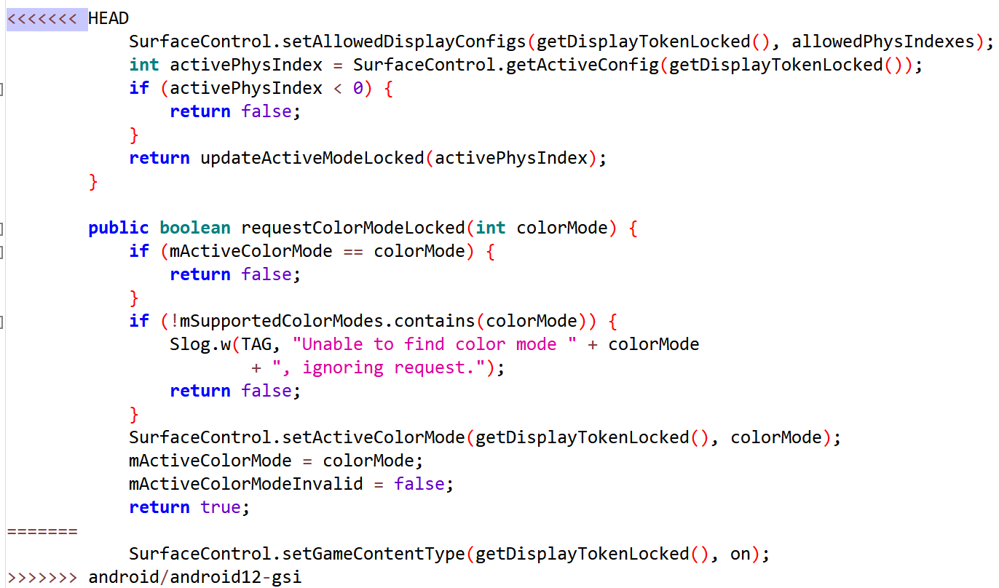 <<<<<<< HEAD
            SurfaceControl.setAllowedDisplayConfigs(getDisplayTokenLocked(), allowedPhysIndexes);
            int activePhysIndex = SurfaceControl.getActiveConfig(getDisplayTokenLocked());
            if (activePhysIndex < 0) {
                return false;
            }
            return updateActiveModeLocked(activePhysIndex);
        }

        public boolean requestColorModeLocked(int colorMode) {
            if (mActiveColorMode == colorMode) {
                return false;
            }
            if (!mSupportedColorModes.contains(colorMode)) {
                Slog.w(TAG, "Unable to find color mode " + colorMode
                        + ", ignoring request.");
                return false;
            }
            SurfaceControl.setActiveColorMode(getDisplayTokenLocked(), colorMode);
            mActiveColorMode = colorMode;
            mActiveColorModeInvalid = false;
            return true;
=======
            SurfaceControl.setGameContentType(getDisplayTokenLocked(), on);
>>>>>>> android/android12-gsi